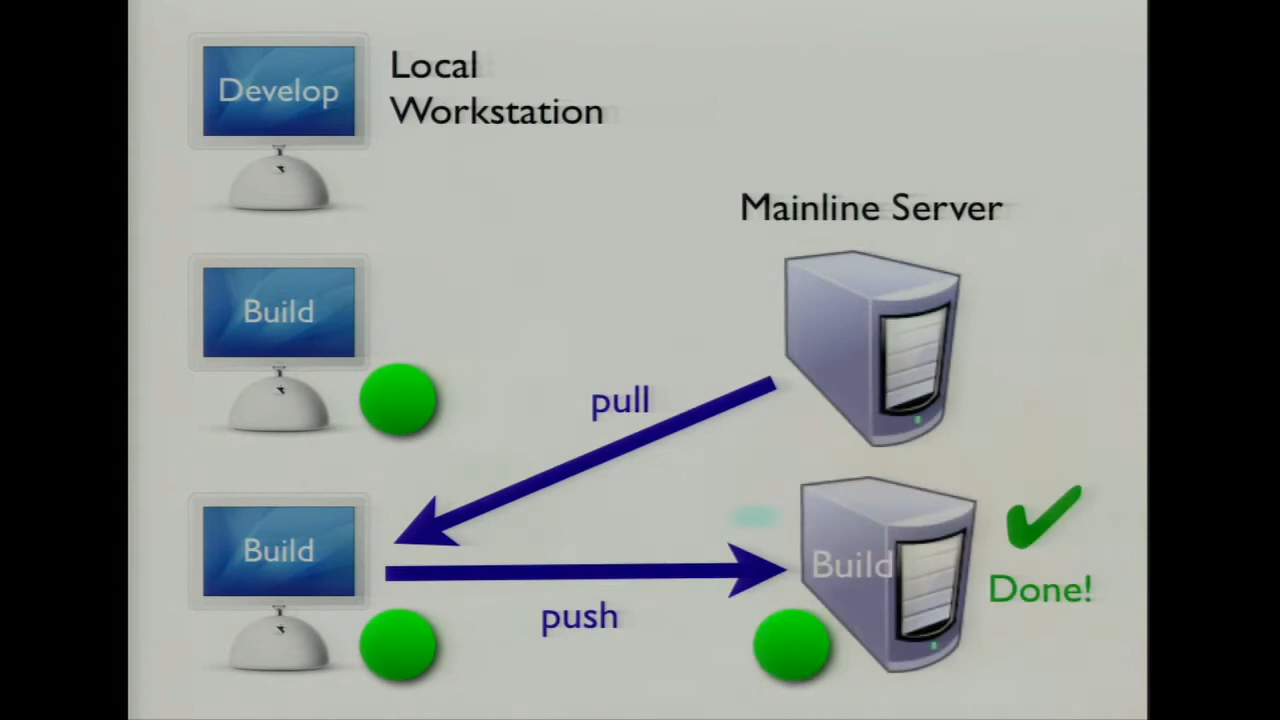 Develop
Local
Workstation
Mainline Server
Build
pull
Build
Build
Done!
push